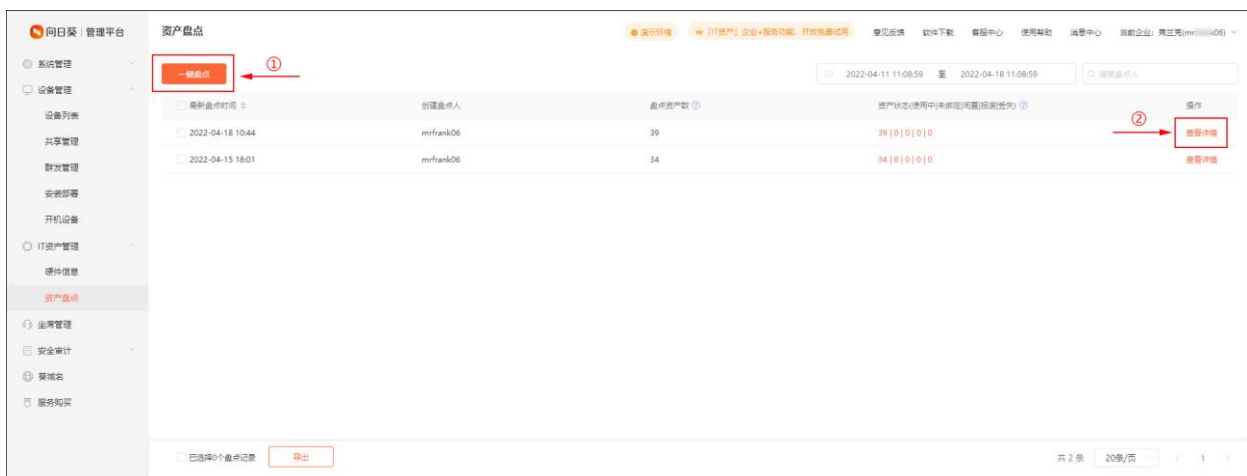 向日葵 | 管理平台
资产盘点
演示环境
「IT资产」企业+服务功能，开放免费试用
意见反馈
软件下载
客服中心
使用帮助
消息中心
当前企业：弗兰克(mr
06)
系统管理
设备管理
设备列表
共享管理
群发管理
安装部署
开机设备
IT资产管理
硬件信息
资产盘点
坐席管理
安全审计
葵域名
服务购买
一键盘点
①
2022-04-11 11:08:59 至 2022-04-18 11:08:59
搜索盘点人
最新盘点时间 创建盘点人 盘点资产数 资产状态(使用中|未绑定|闲置|报废|丢失) 操作
②
2022-04-18 10:44 mrfrank06 39 39 | 0 | 0 | 0 | 0 查看详情
2022-04-15 18:01 mrfrank06 34 34 | 0 | 0 | 0 | 0 查看详情
已选择0个盘点记录 导出 共 2 条 20条/页 1